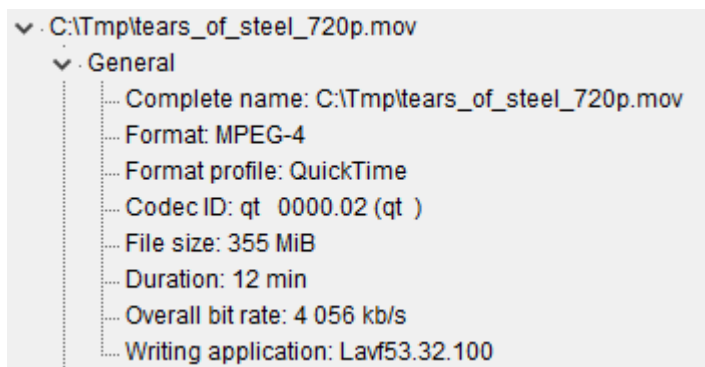 C:\Tmp\tears_of_steel_720p.mov
General
Complete name: C:\Tmp\tears_of_steel_720p.mov
Format: MPEG-4
Format profile: QuickTime
Codec ID: qt   0000.02 (qt  )
File size: 355 MiB
Duration: 12 min
Overall bit rate: 4 056 kb/s
Writing application: Lavf53.32.100